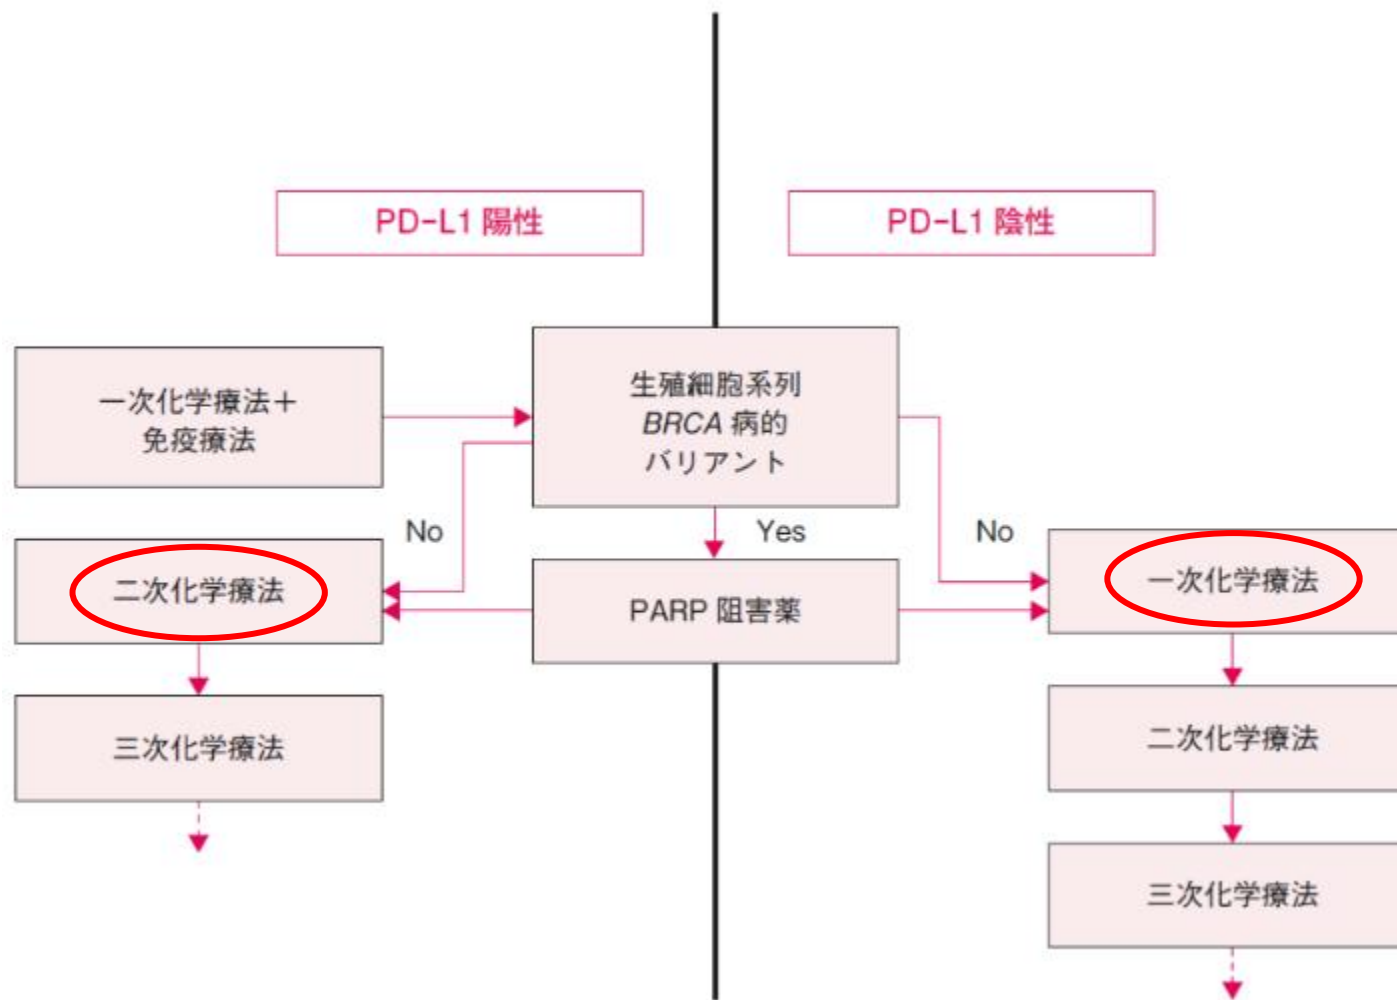 PD-L1 陽性
PD-L1 陰性
一次化学療法＋
免疫療法
生殖細胞系列
BRCA 病的
バリアント
No
Yes
No
二次化学療法
PARP 阻害薬
一次化学療法
三次化学療法
二次化学療法
三次化学療法